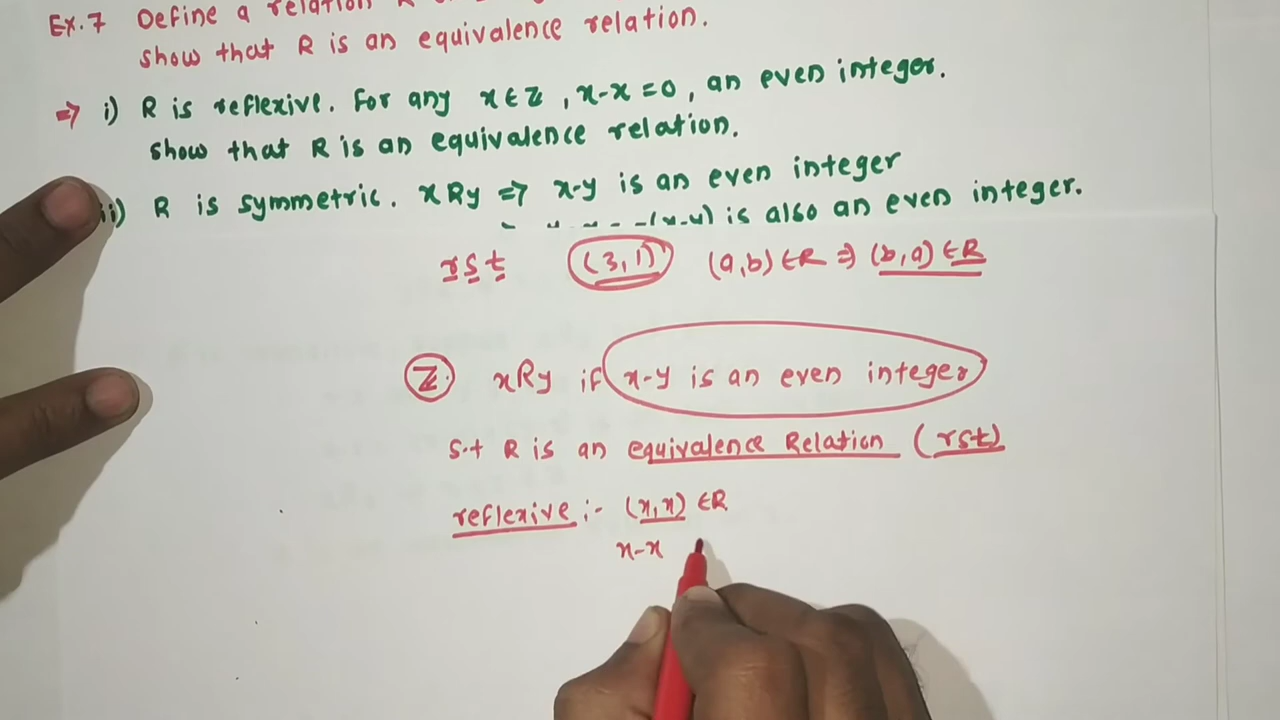 Ex.7 Define a relation R
show that R is an equivalence relation.
⇒ i) R is reflexive. For any x∈ℤ, x-x=0, an even integer.
show that R is an equivalence relation.
ii) R is symmetric. xRy ⇒ x-y is an even integer
-(x-y) is also an even integer.
rst (3,1) (a,b)∈R ⇒ (b,a)∈R
ℤ. xRy if x-y is an even integer
S.t R is an equivalence Relation (rst)
reflexive :- (x,x) ∈R
x-x